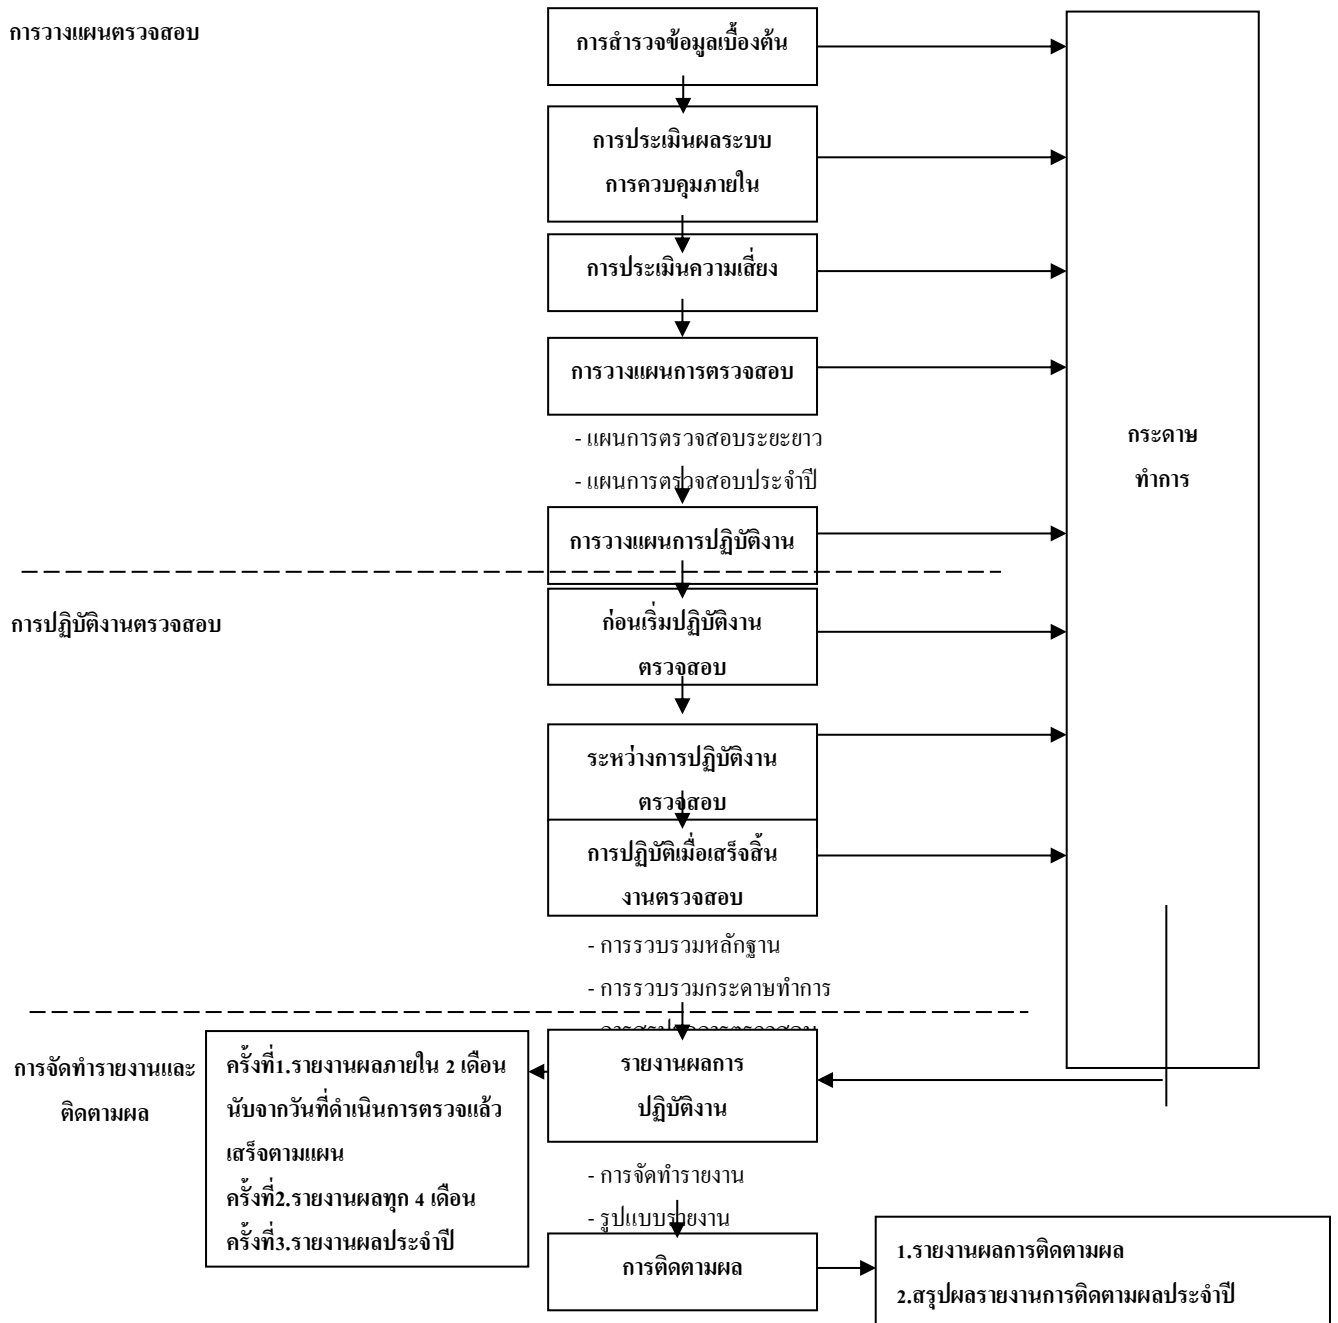 การวางแผนตรวจสอบ
การสำรวจข้อมูลเบื้องต้น
การประเมินผลระบบ
การควบคุมภายใน
การประเมินความเสี่ยง
การวางแผนการตรวจสอบ
- แผนการตรวจสอบระยะยาว
- แผนการตรวจสอบประจำปี
กระดาษ
ทำการ
การวางแผนการปฏิบัติงาน
การปฏิบัติงานตรวจสอบ
ก่อนเริ่มปฏิบัติงาน
ตรวจสอบ
ระหว่างการปฏิบัติงาน
ตรวจสอบ
การปฏิบัติเมื่อเสร็จสิ้น
งานตรวจสอบ
- การรวบรวมหลักฐาน
- การรวบรวมกระดาษทำการ
การจัดทำรายงานและ
ติดตามผล
ครั้งที่1.รายงานผลภายใน 2 เดือน
นับจากวันที่ดำเนินการตรวจแล้ว
เสร็จตามแผน
ครั้งที่2.รายงานผลทุก 4 เดือน
ครั้งที่3.รายงานผลประจำปี
รายงานผลการ
ปฏิบัติงาน
- การจัดทำรายงาน
- รูปแบบรายงาน
การติดตามผล
1.รายงานผลการติดตามผล
2.สรุปผลรายงานการติดตามผลประจำปี